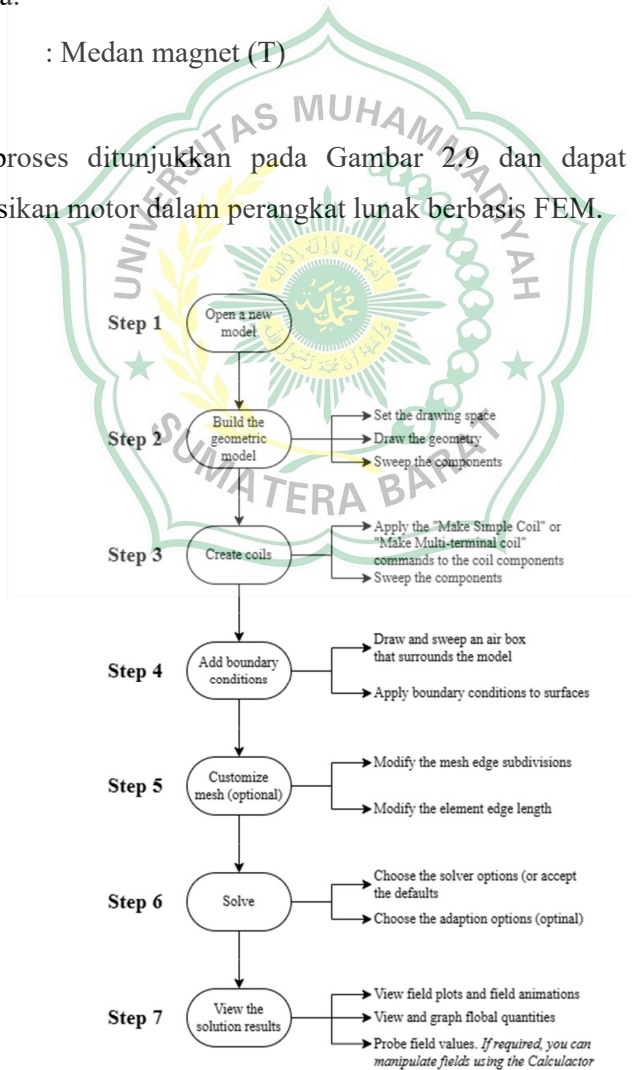 a.
: Medan magnet (T)
proses ditunjukkan pada Gambar 2.9 dan dapat
sikan motor dalam perangkat lunak berbasis FEM.
UNIVERSITAS MUHAMMADIYAH
SUMATERA BARAT
Step 1
Open a new
model
Step 2
Build the
geometric
model
Set the drawing space
Draw the geometry
Sweep the components
Step 3
Create coils
Apply the "Make Simple Coil" or
"Make Multi-terminal coil"
commands to the coil components
Sweep the components
Step 4
Add boundary
conditions
Draw and sweep an air box
that surrounds the model
Apply boundary conditions to surfaces
Step 5
Customize
mesh (optional)
Modify the mesh edge subdivisions
Modify the element edge length
Step 6
Solve
Choose the solver options (or accept
the defaults
Choose the adaption options (optinal)
Step 7
View the
solution results
View field plots and field animations
View and graph flobal quantities
Probe field values. If required, you can
manipulate fields using the Calculactor